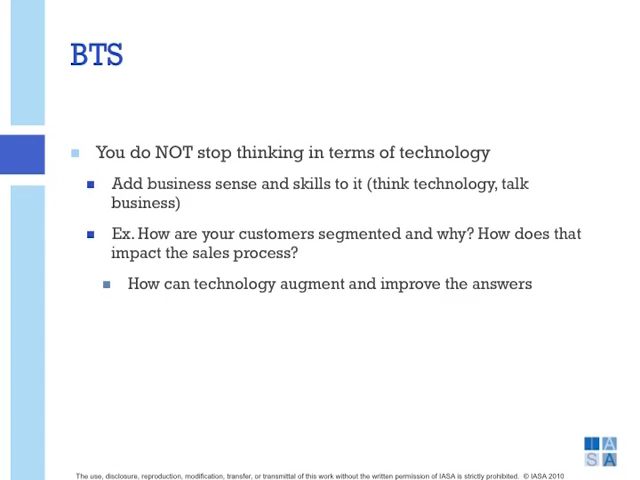 BTS
You do NOT stop thinking in terms of technology
Add business sense and skills to it (think technology, talk
business)
Ex. How are your customers segmented and why? How does that
impact the sales process?
How can technology augment and improve the answers
I A
S A
The use, disclosure, reproduction, modification, transfer, or transmittal of this work without the written permission of IASA is strictly prohibited. © IASA 2010